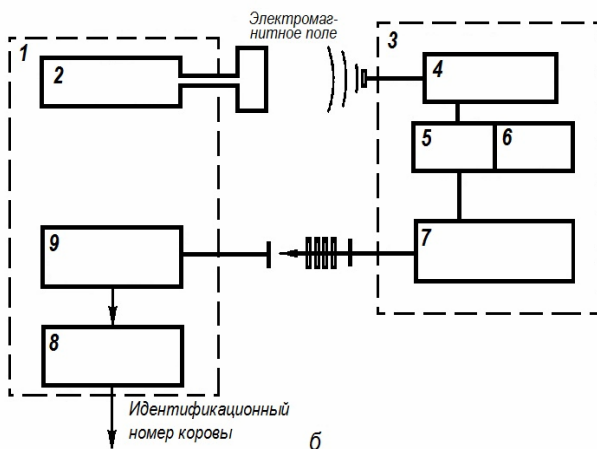 Электромаг-
нитное поле
1
2
3
4
5
6
7
9
8
Идентификационный
номер коровы
б